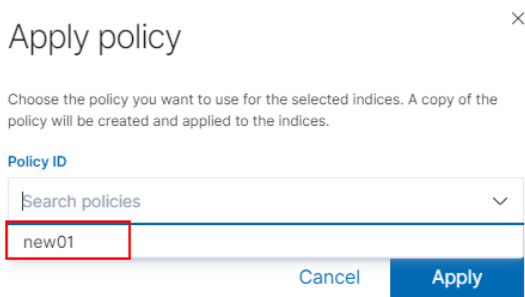 Apply policy
Choose the policy you want to use for the selected indices. A copy of the
policy will be created and applied to the indices.
Policy ID
Search policies
new01
Cancel Apply